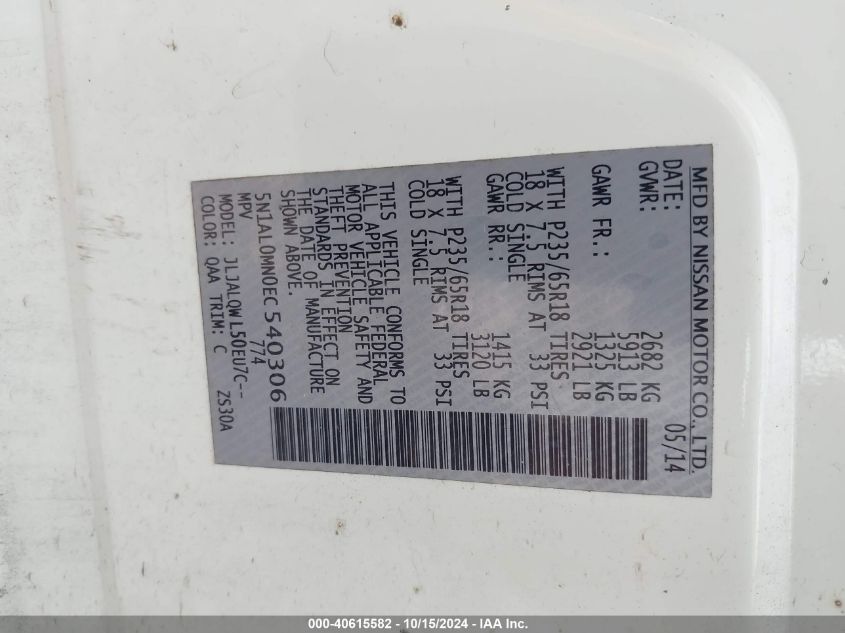 MFD BY NISSAN MOTOR CO., LTD.
DATE: 05/14
GVWR: 2682 KG
5913 LB
GAWR FR.: 1325 KG
2921 LB
WITH P235/65R18 TIRES
18 X 7.5 RIMS AT 33 PSI
COLD SINGLE
GAWR RR.: 1415 KG
3120 LB
WITH P235/65R18 TIRES
18 X 7.5 RIMS AT 33 PSI
COLD SINGLE
THIS VEHICLE CONFORMS TO
ALL APPLICABLE FEDERAL
MOTOR VEHICLE SAFETY AND
THEFT PREVENTION
STANDARDS IN EFFECT ON
THE DATE OF MANUFACTURE
SHOWN ABOVE.
5N1AL0MN0EC540306
MPV 774
MODEL: JLJALQWL50EU7C--
COLOR: QAA TRIM: C ZS30A
000-40615582 - 10/15/2024 - IAA Inc.